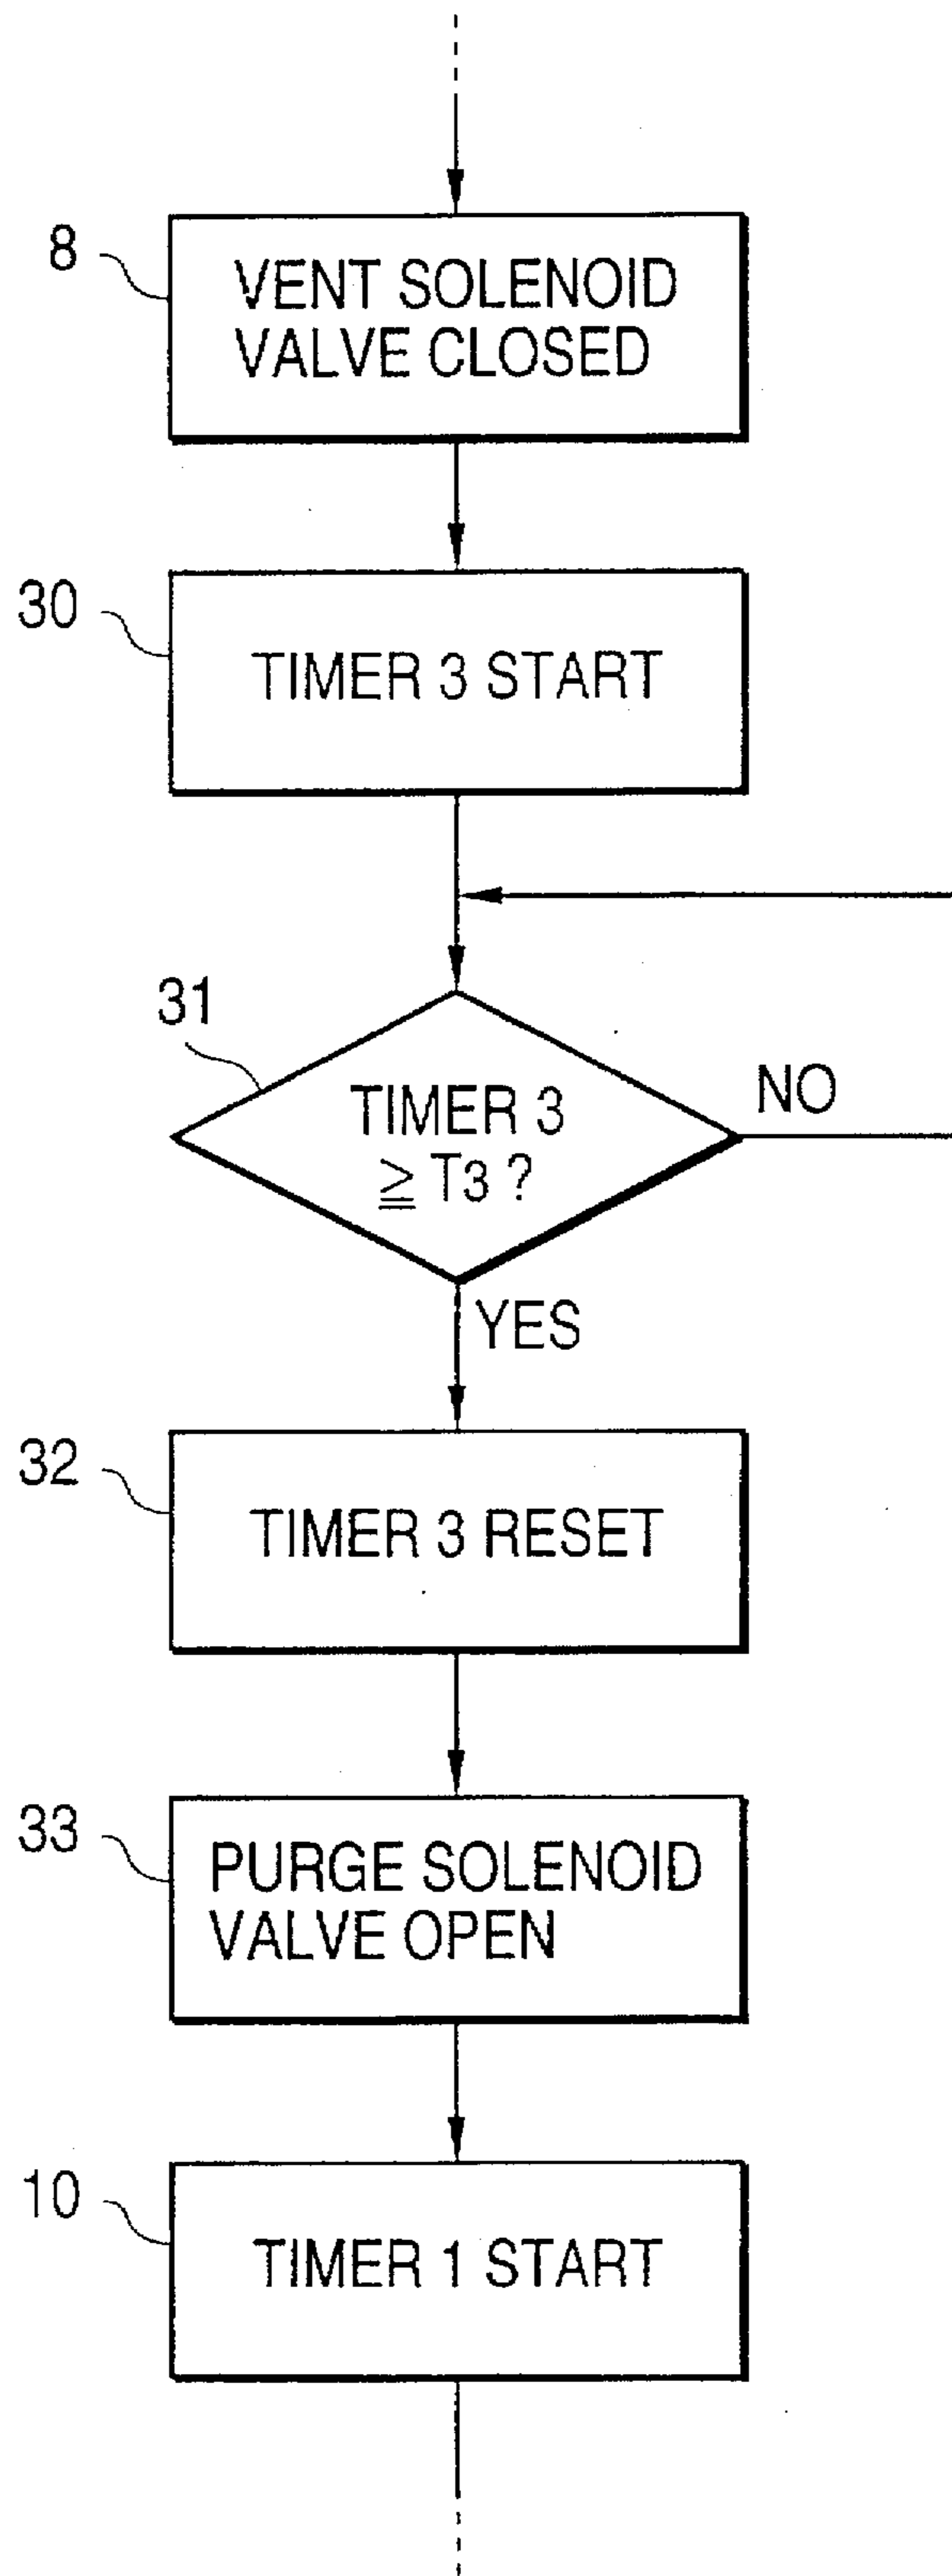 8
VENT SOLENOID
VALVE CLOSED
30
TIMER 3 START
31
TIMER 3
≧ T3 ?
NO
YES
32
TIMER 3 RESET
33
PURGE SOLENOID
VALVE OPEN
10
TIMER 1 START